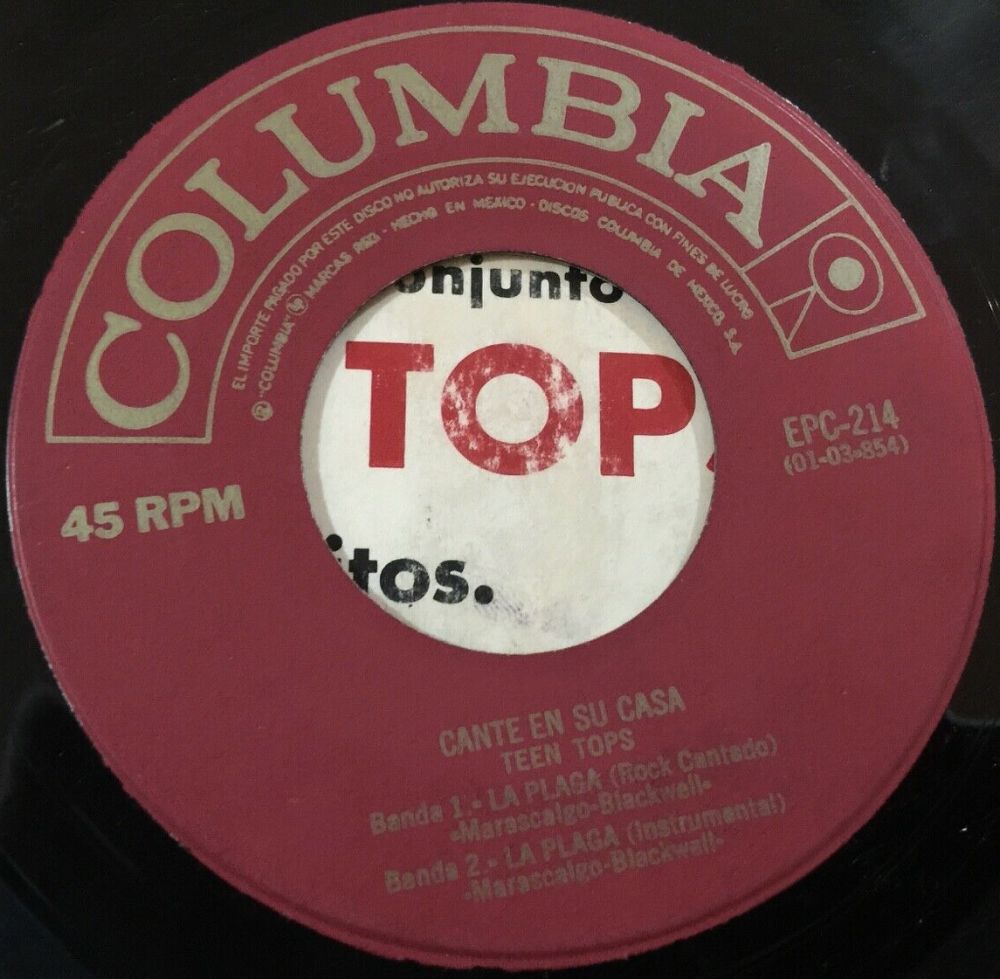 COLUMBIA
EL IMPORTE PAGADO POR ESTE DISCO NO AUTORIZA SU EJECUCION PUBLICA CON FINES DE LUCRO
"COLUMBIA" MARCAS REG. - HECHO EN MEXICO - DISCOS COLUMBIA DE MEXICO, S.A.
onjunto
TOP
itos.
EPC-214
(01-03-854)
45 RPM
CANTE EN SU CASA
TEEN TOPS
Banda 1.- LA PLAGA (Rock Cantado)
-Marascalgo-Blackwell-
Banda 2.- LA PLAGA (Instrumental)
-Marascalgo-Blackwell-